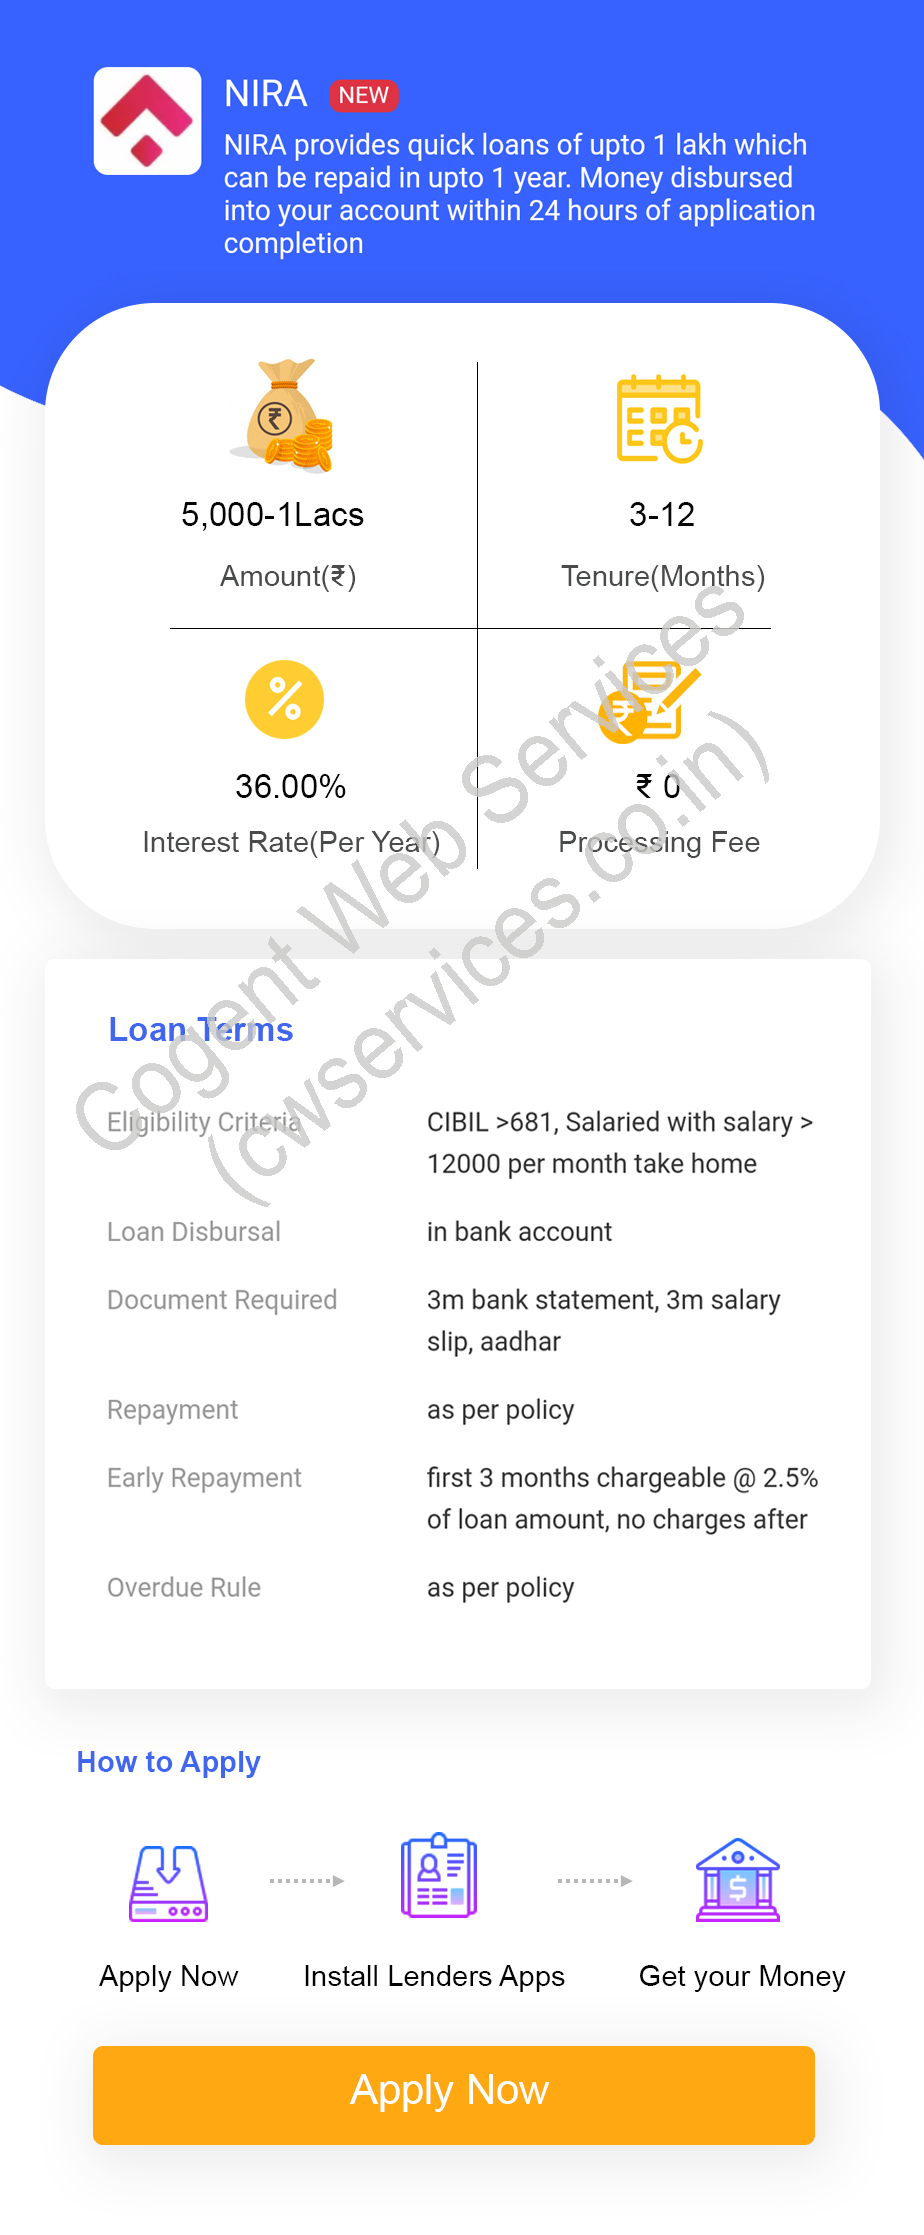 NIRA NEW
NIRA provides quick loans of upto 1 lakh which
can be repaid in upto 1 year. Money disbursed
into your account within 24 hours of application
completion
₹
5,000-1Lacs
Amount(₹)
3-12
Tenure(Months)
%
36.00%
Interest Rate(Per Year)
₹
₹ 0
Processing Fee
Cogent Web Services
(cwservices.co.in)
Loan Terms
Eligibility Criteria
CIBIL >681, Salaried with salary >
12000 per month take home
Loan Disbursal
in bank account
Document Required
3m bank statement, 3m salary
slip, aadhar
Repayment
as per policy
Early Repayment
first 3 months chargeable @ 2.5%
of loan amount, no charges after
Overdue Rule
as per policy
How to Apply
$
Apply Now
Install Lenders Apps
Get your Money
Apply Now